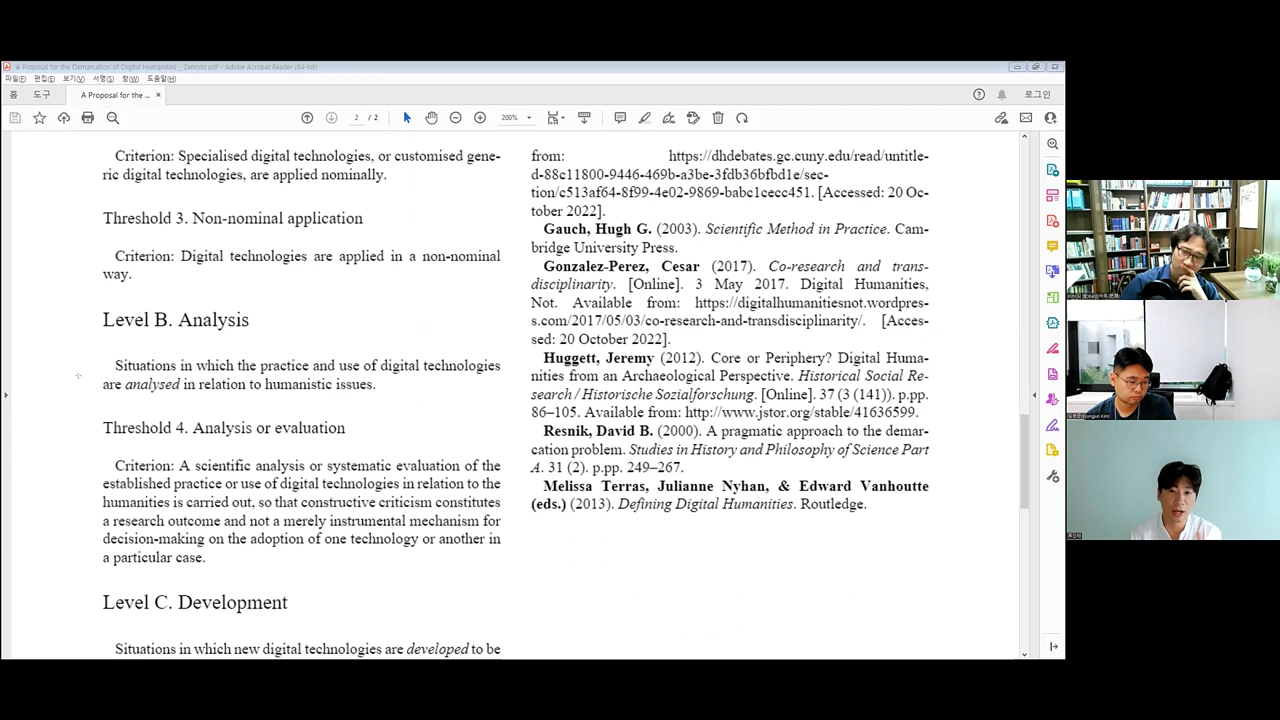 A Proposal for the Demarcation of Digital Humanities _ Zenodo.pdf - Adobe Acrobat Reader (64-bit)
파일(F) 편집(E) 보기(V) 서명(S) 창(W) 도움말(H)
홈 도구 A Proposal for the ... × 로그인
2 / 2 200%
Criterion: Specialised digital technologies, or customised gene-
ric digital technologies, are applied nominally.
Threshold 3. Non-nominal application
Criterion: Digital technologies are applied in a non-nominal
way.
Level B. Analysis
Situations in which the practice and use of digital technologies
are analysed in relation to humanistic issues.
Threshold 4. Analysis or evaluation
Criterion: A scientific analysis or systematic evaluation of the
established practice or use of digital technologies in relation to the
humanities is carried out, so that constructive criticism constitutes
a research outcome and not a merely instrumental mechanism for
decision-making on the adoption of one technology or another in
a particular case.
Level C. Development
Situations in which new digital technologies are developed to be
from: https://dhdebates.gc.cuny.edu/read/untitle-
d-88c11800-9446-469b-a3be-3fdb36bfbd1e/sec-
tion/c513af64-8f99-4e02-9869-babc1cecc451. [Accessed: 20 Oc-
tober 2022].
Gauch, Hugh G. (2003). Scientific Method in Practice. Cam-
bridge University Press.
Gonzalez-Perez, Cesar (2017). Co-research and trans-
disciplinarity. [Online]. 3 May 2017. Digital Humanities,
Not. Available from: https://digitalhumanitiesnot.wordpres-
s.com/2017/05/03/co-research-and-transdisciplinarity/. [Acces-
sed: 20 October 2022].
Huggett, Jeremy (2012). Core or Periphery? Digital Huma-
nities from an Archaeological Perspective. Historical Social Re-
search / Historische Sozialforschung. [Online]. 37 (3 (141)). p.pp.
86–105. Available from: http://www.jstor.org/stable/41636599.
Resnik, David B. (2000). A pragmatic approach to the demar-
cation problem. Studies in History and Philosophy of Science Part
A. 31 (2). p.pp. 249–267.
Melissa Terras, Julianne Nyhan, & Edward Vanhoutte
(eds.) (2013). Defining Digital Humanities. Routledge.